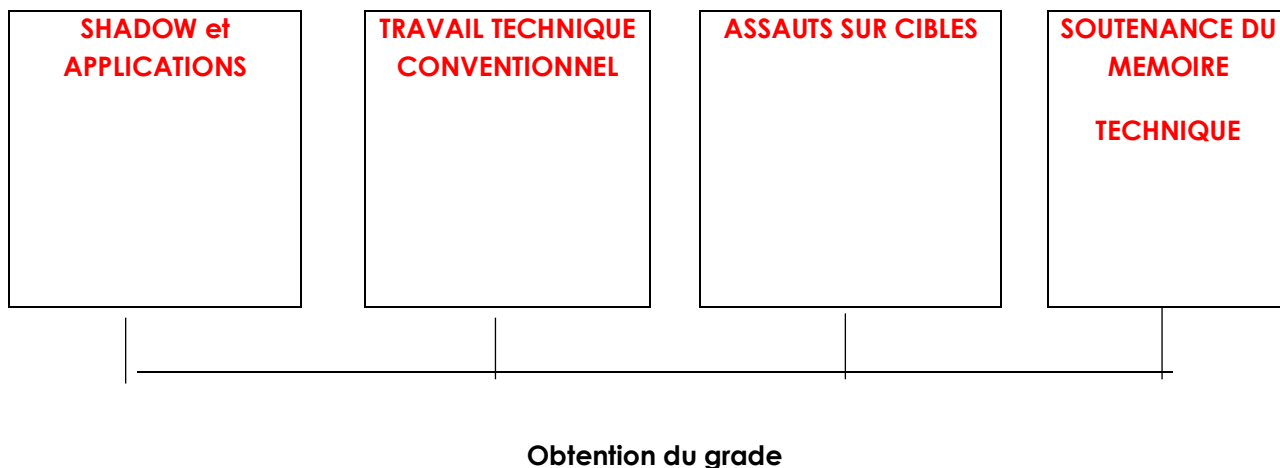 SHADOW et
APPLICATIONS
TRAVAIL TECHNIQUE
CONVENTIONNEL
ASSAUTS SUR CIBLES
SOUTENANCE DU
MEMOIRE
TECHNIQUE
Obtention du grade